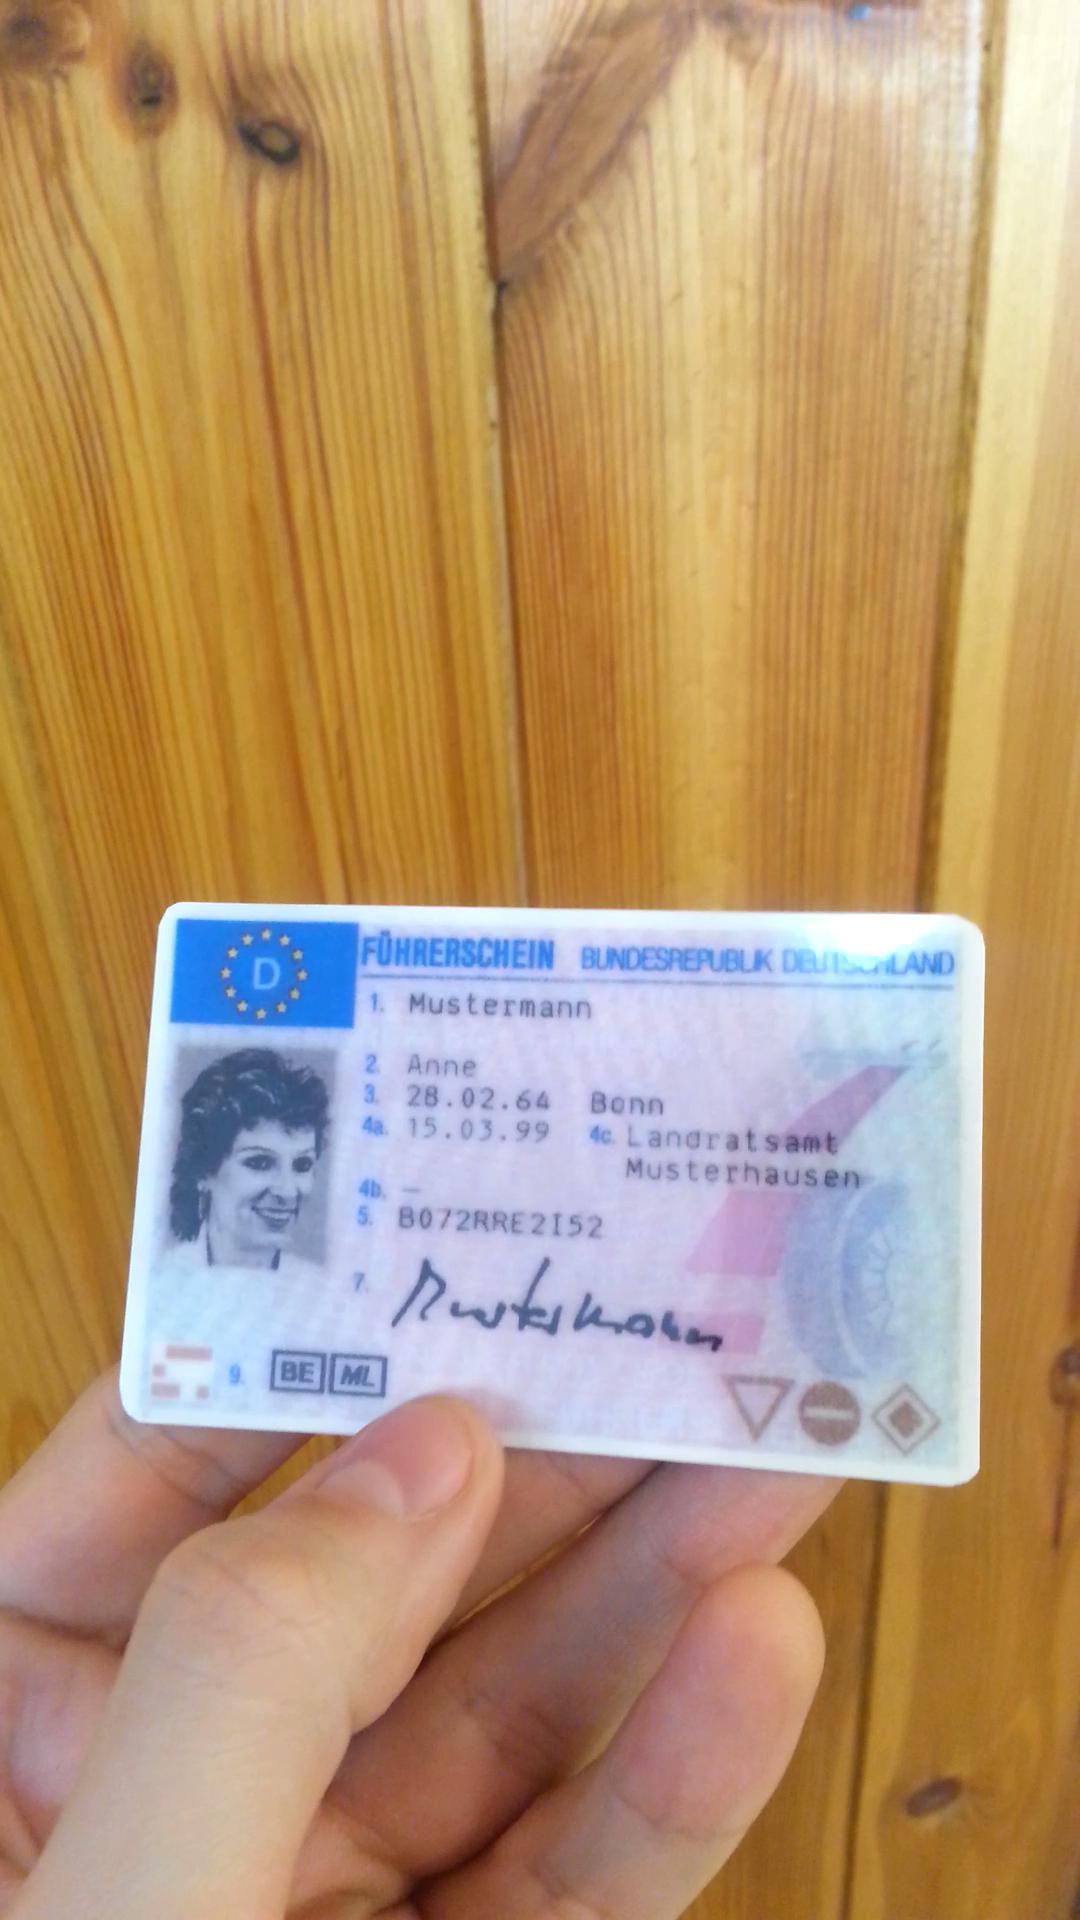 D
FÜHRERSCHEIN BUNDESREPUBLIK DEUTSCHLAND
1. Mustermann
2. Anne
3. 28.02.64 Bonn
4a. 15.03.99 4c. Landratsamt
Musterhausen
4b. –
5. B072RRE2I52
7. Mustermann
9. BE ML